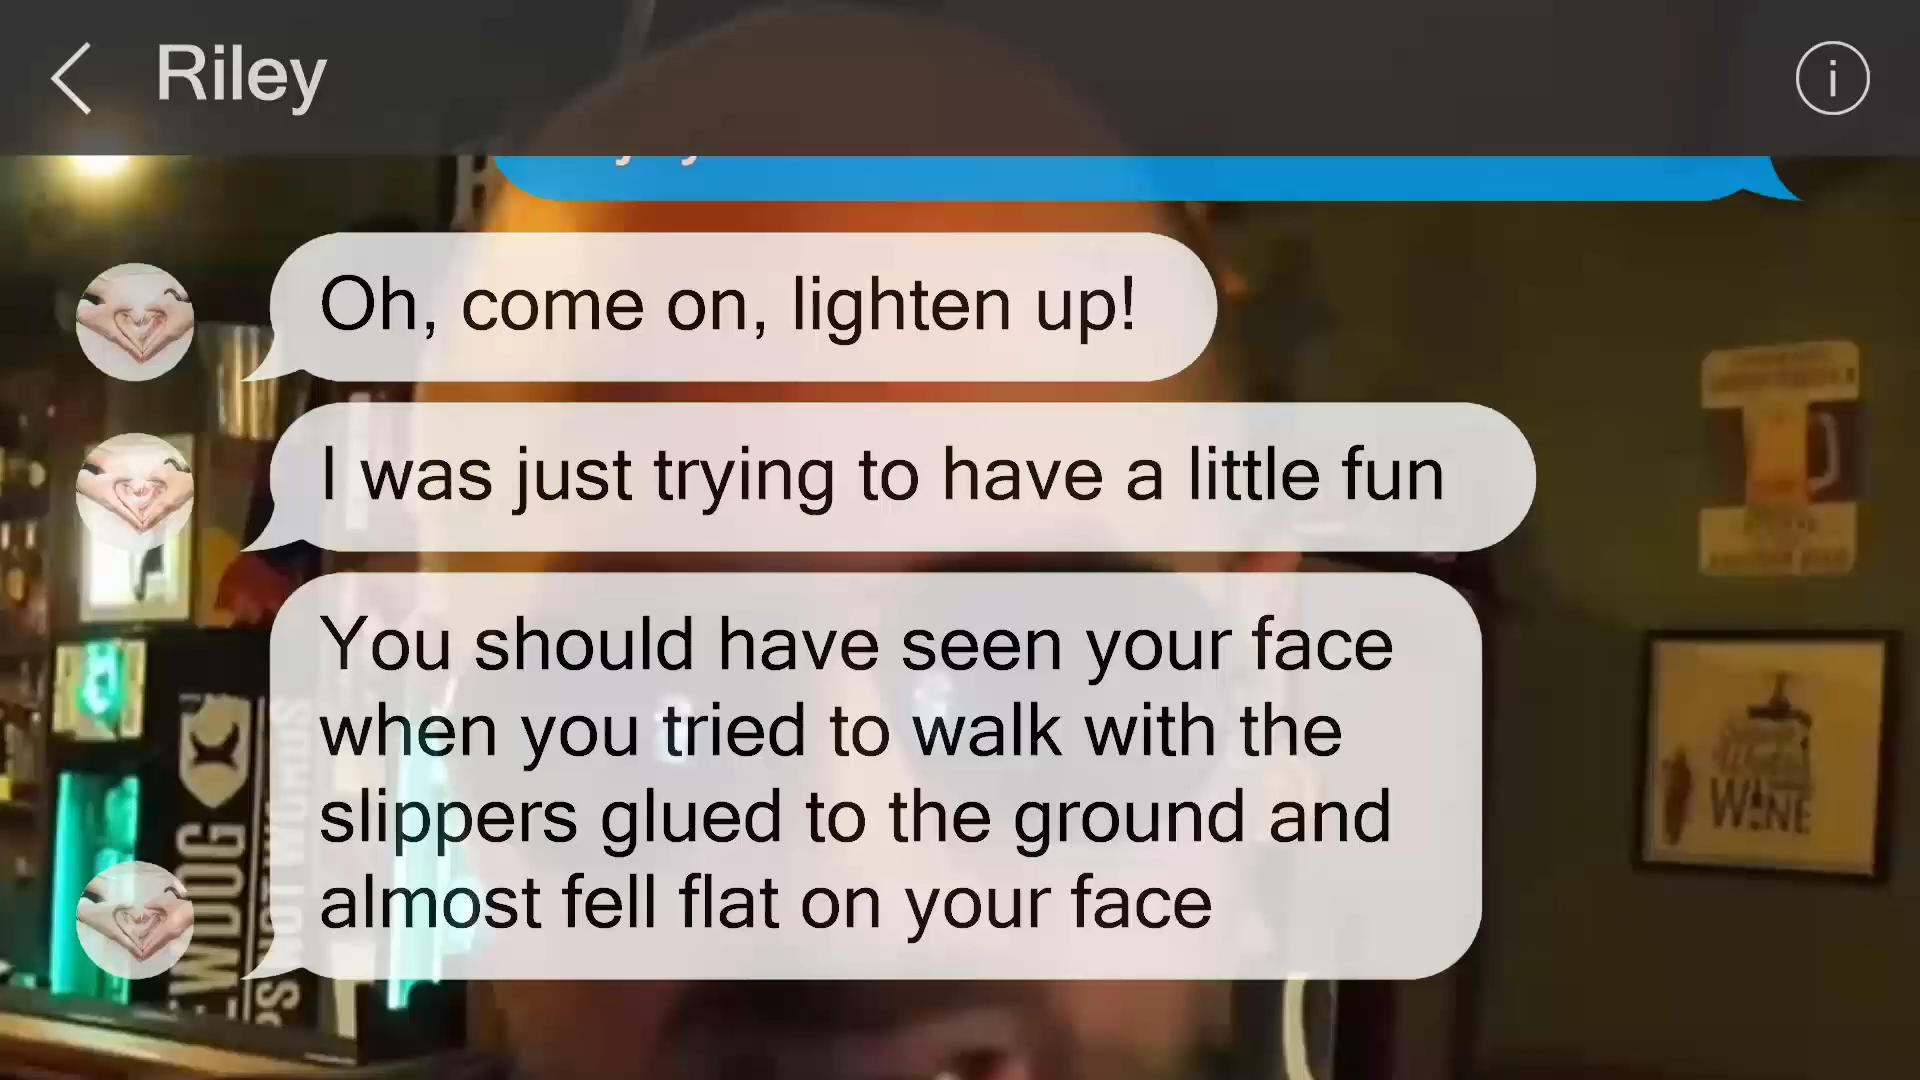 Riley
i
Oh, come on, lighten up!
I was just trying to have a little fun
You should have seen your face
when you tried to walk with the
slippers glued to the ground and
almost fell flat on your face
WINE